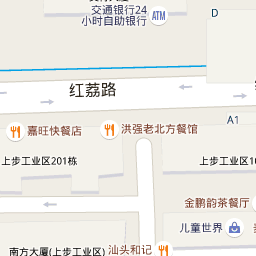 交通银行24
小时自助银行
ATM
D
红荔路
A1
嘉旺快餐店
洪强老北方餐馆
上步工业区201栋
上步工业区10
金鹏韵茶餐厅
儿童世界
南方大厦(上步工业区)
汕头和记